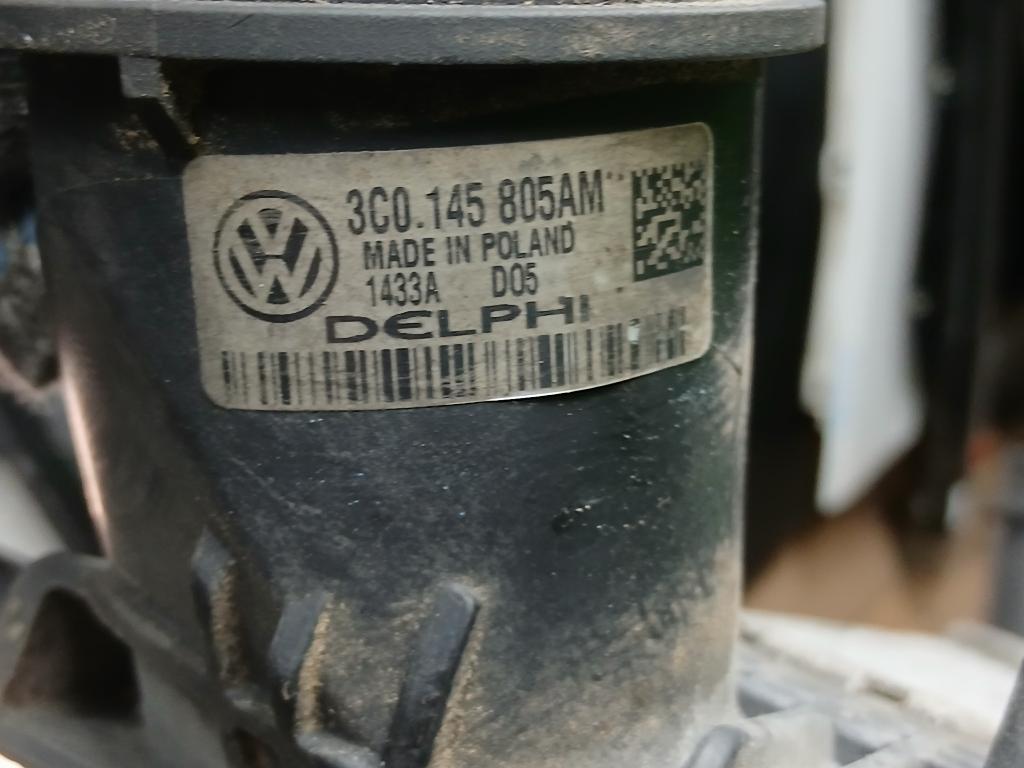 3C0.145 805AM
MADE IN POLAND
1433A D05
DELPHI